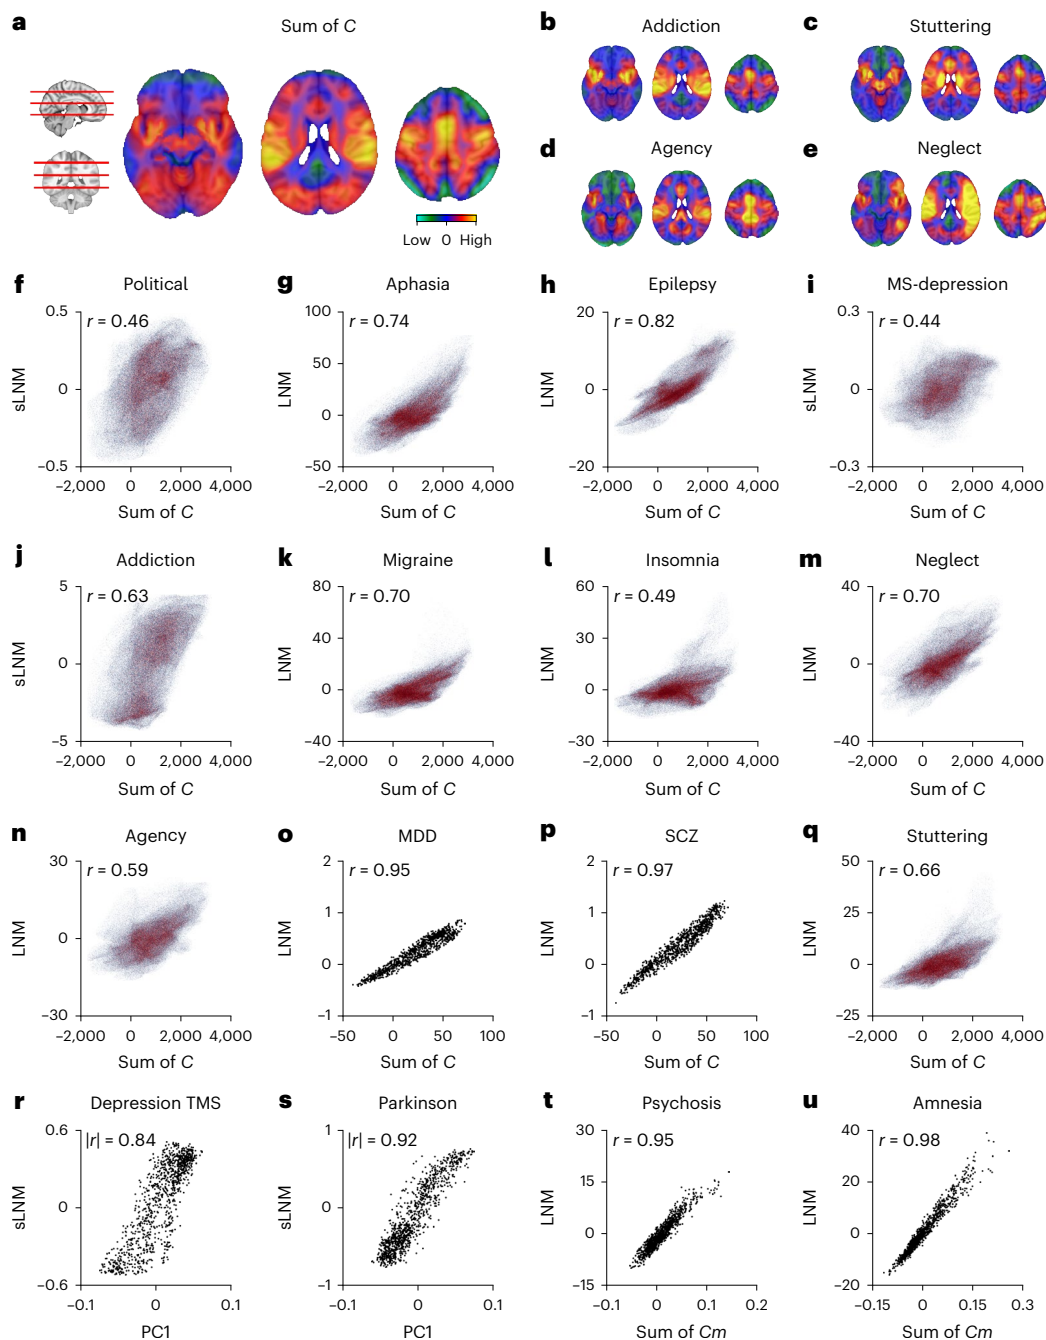 a
Sum of C
Low 0 High
b
Addiction
c
Stuttering
d
Agency
e
Neglect
f
Political
r = 0.46
0.5
0
–0.5
sLNM
–2,000 0 2,000 4,000
Sum of C
g
Aphasia
r = 0.74
100
50
0
–50
LNM
–2,000 0 2,000 4,000
Sum of C
h
Epilepsy
r = 0.82
20
0
–20
LNM
–2,000 0 2,000 4,000
Sum of C
i
MS-depression
r = 0.44
0.3
0
–0.3
sLNM
–2,000 0 2,000 4,000
Sum of C
j
Addiction
r = 0.63
5
0
–5
sLNM
–2,000 0 2,000 4,000
Sum of C
k
Migraine
r = 0.70
80
40
0
–40
LNM
–2,000 0 2,000 4,000
Sum of C
l
Insomnia
r = 0.49
60
30
0
–30
LNM
–2,000 0 2,000 4,000
Sum of C
m
Neglect
r = 0.70
40
0
–40
LNM
–2,000 0 2,000 4,000
Sum of C
n
Agency
r = 0.59
30
0
–30
LNM
–2,000 0 2,000 4,000
Sum of C
o
MDD
r = 0.95
2
1
0
–1
LNM
–50 0 50 100
Sum of C
p
SCZ
r = 0.97
2
1
0
–1
LNM
–50 0 50 100
Sum of C
q
Stuttering
r = 0.66
50
25
0
–25
LNM
–2,000 0 2,000 4,000
Sum of C
r
Depression TMS
|r| = 0.84
0.6
0
–0.6
sLNM
–0.1 0 0.1
PC1
s
Parkinson
|r| = 0.92
1
0
–1
sLNM
–0.1 0 0.1
PC1
t
Psychosis
r = 0.95
30
15
0
–15
LNM
–0.1 0 0.1 0.2
Sum of Cm
u
Amnesia
r = 0.98
40
20
0
–20
LNM
–0.15 0 0.15 0.3
Sum of Cm